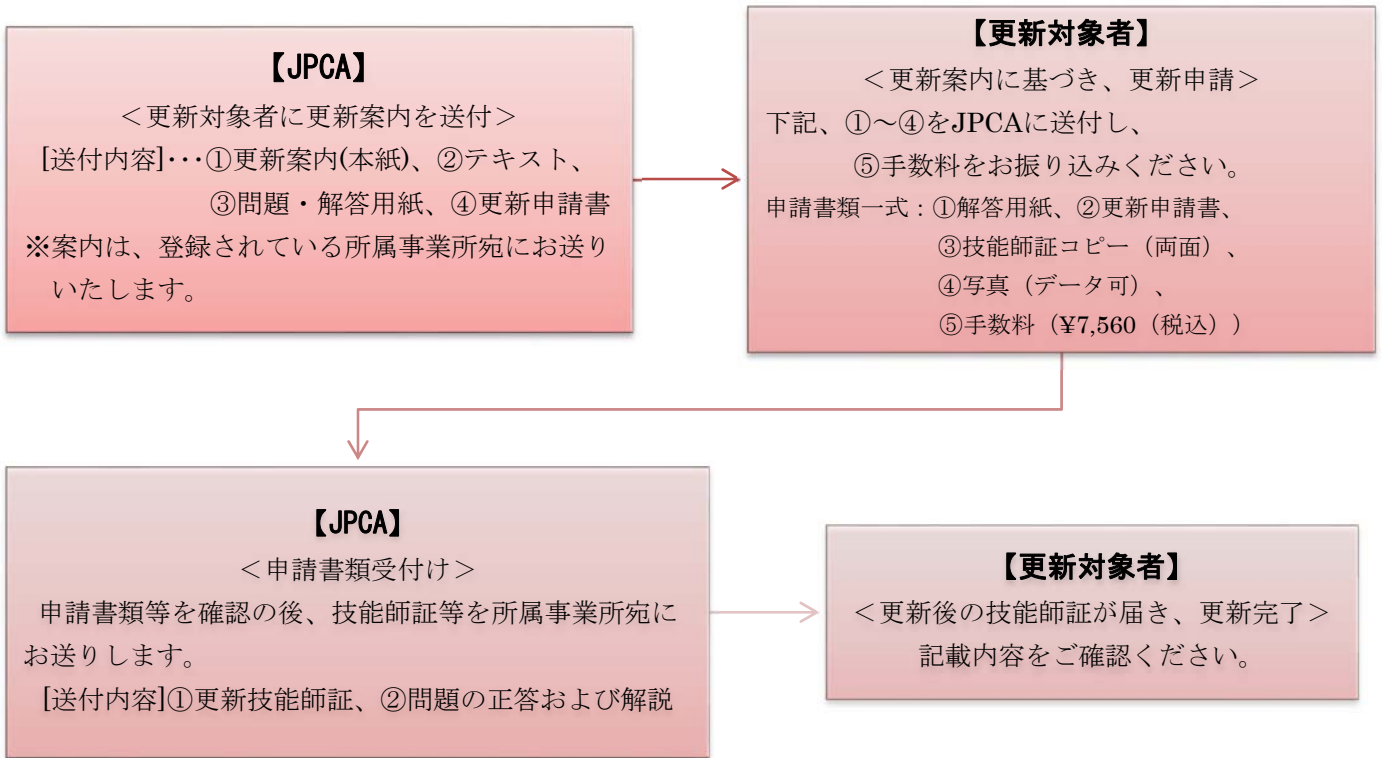 【JPCA】
＜更新対象者に更新案内を送付＞
[送付内容]･･･①更新案内(本紙)、②テキスト、
③問題・解答用紙、④更新申請書
※案内は、登録されている所属事業所宛にお送り
いたします。
【更新対象者】
＜更新案内に基づき、更新申請＞
下記、①～④をJPCAに送付し、
⑤手数料をお振り込みください。
申請書類一式：①解答用紙、②更新申請書、
③技能師証コピー（両面）、
④写真（データ可）、
⑤手数料（¥7,560（税込））
【JPCA】
＜申請書類受付け＞
申請書類等を確認の後、技能師証等を所属事業所宛に
お送りします。
[送付内容]①更新技能師証、②問題の正答および解説
【更新対象者】
＜更新後の技能師証が届き、更新完了＞
記載内容をご確認ください。